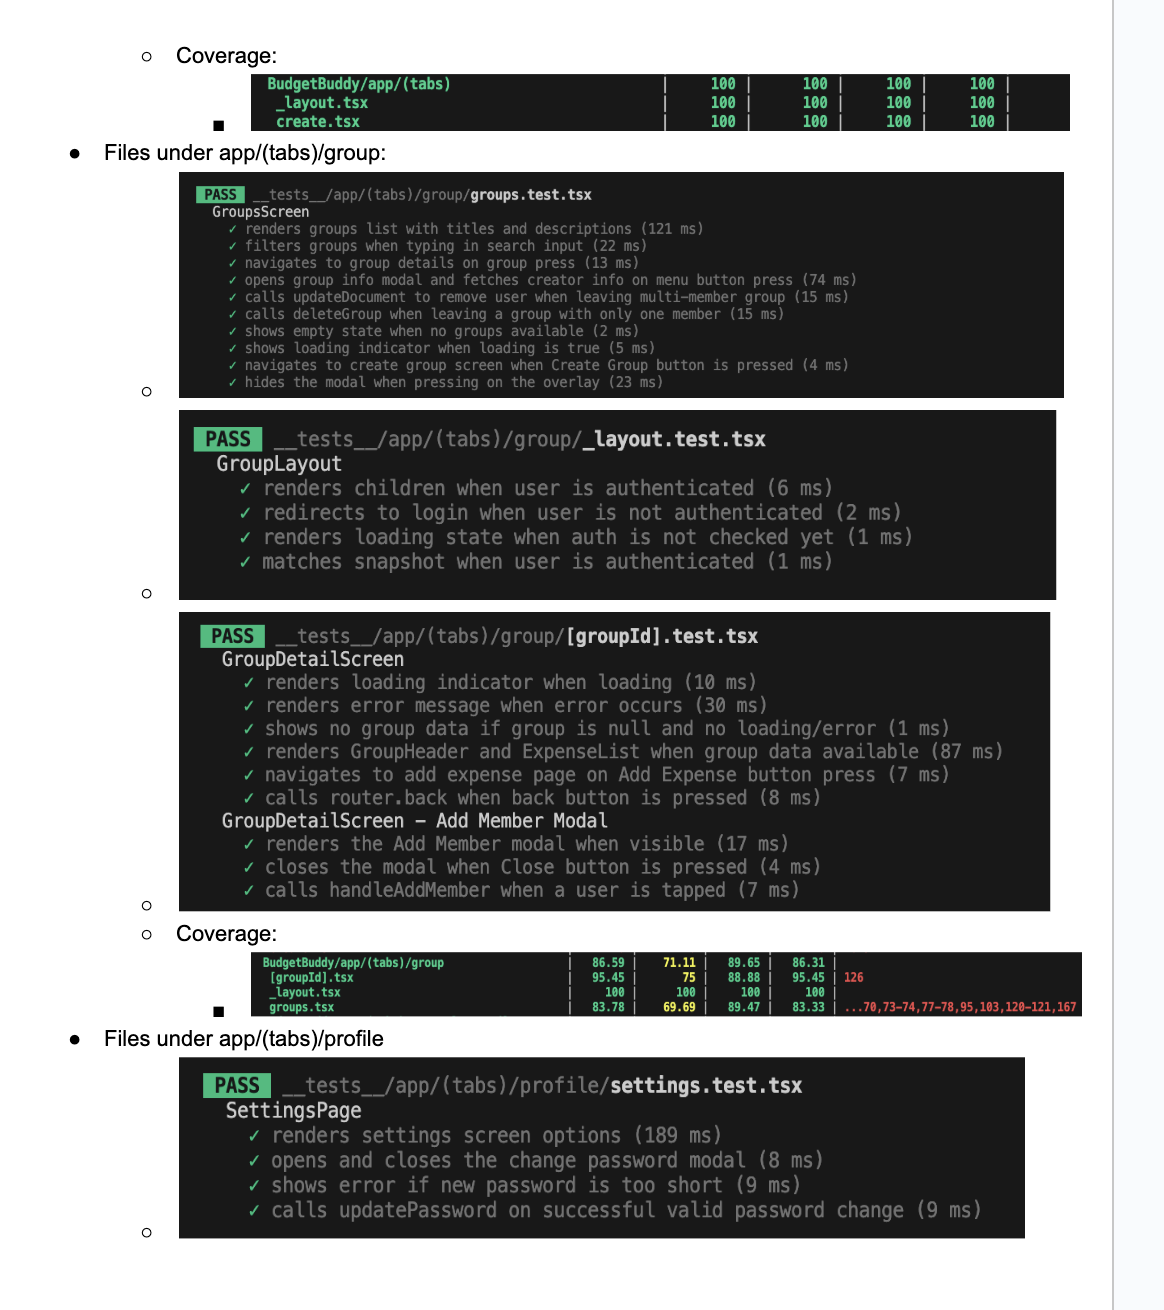 Coverage:
BudgetBuddy/app/(tabs) | 100 | 100 | 100 | 100 |
_layout.tsx | 100 | 100 | 100 | 100 |
create.tsx | 100 | 100 | 100 | 100 |
Files under app/(tabs)/group:
PASS __tests__/app/(tabs)/group/groups.test.tsx
GroupsScreen
✓ renders groups list with titles and descriptions (121 ms)
✓ filters groups when typing in search input (22 ms)
✓ navigates to group details on group press (13 ms)
✓ opens group info modal and fetches creator info on menu button press (74 ms)
✓ calls updateDocument to remove user when leaving multi-member group (15 ms)
✓ calls deleteGroup when leaving a group with only one member (15 ms)
✓ shows empty state when no groups available (2 ms)
✓ shows loading indicator when loading is true (5 ms)
✓ navigates to create group screen when Create Group button is pressed (4 ms)
✓ hides the modal when pressing on the overlay (23 ms)
PASS __tests__/app/(tabs)/group/_layout.test.tsx
GroupLayout
✓ renders children when user is authenticated (6 ms)
✓ redirects to login when user is not authenticated (2 ms)
✓ renders loading state when auth is not checked yet (1 ms)
✓ matches snapshot when user is authenticated (1 ms)
PASS __tests__/app/(tabs)/group/[groupId].test.tsx
GroupDetailScreen
✓ renders loading indicator when loading (10 ms)
✓ renders error message when error occurs (30 ms)
✓ shows no group data if group is null and no loading/error (1 ms)
✓ renders GroupHeader and ExpenseList when group data available (87 ms)
✓ navigates to add expense page on Add Expense button press (7 ms)
✓ calls router.back when back button is pressed (8 ms)
GroupDetailScreen – Add Member Modal
✓ renders the Add Member modal when visible (17 ms)
✓ closes the modal when Close button is pressed (4 ms)
✓ calls handleAddMember when a user is tapped (7 ms)
Coverage:
BudgetBuddy/app/(tabs)/group | 86.59 | 71.11 | 89.65 | 86.31 |
[groupId].tsx | 95.45 | 75 | 88.88 | 95.45 | 126
_layout.tsx | 100 | 100 | 100 | 100 |
groups.tsx | 83.78 | 69.69 | 89.47 | 83.33 | ...70,73-74,77-78,95,103,120-121,167
Files under app/(tabs)/profile
PASS __tests__/app/(tabs)/profile/settings.test.tsx
SettingsPage
✓ renders settings screen options (189 ms)
✓ opens and closes the change password modal (8 ms)
✓ shows error if new password is too short (9 ms)
✓ calls updatePassword on successful valid password change (9 ms)